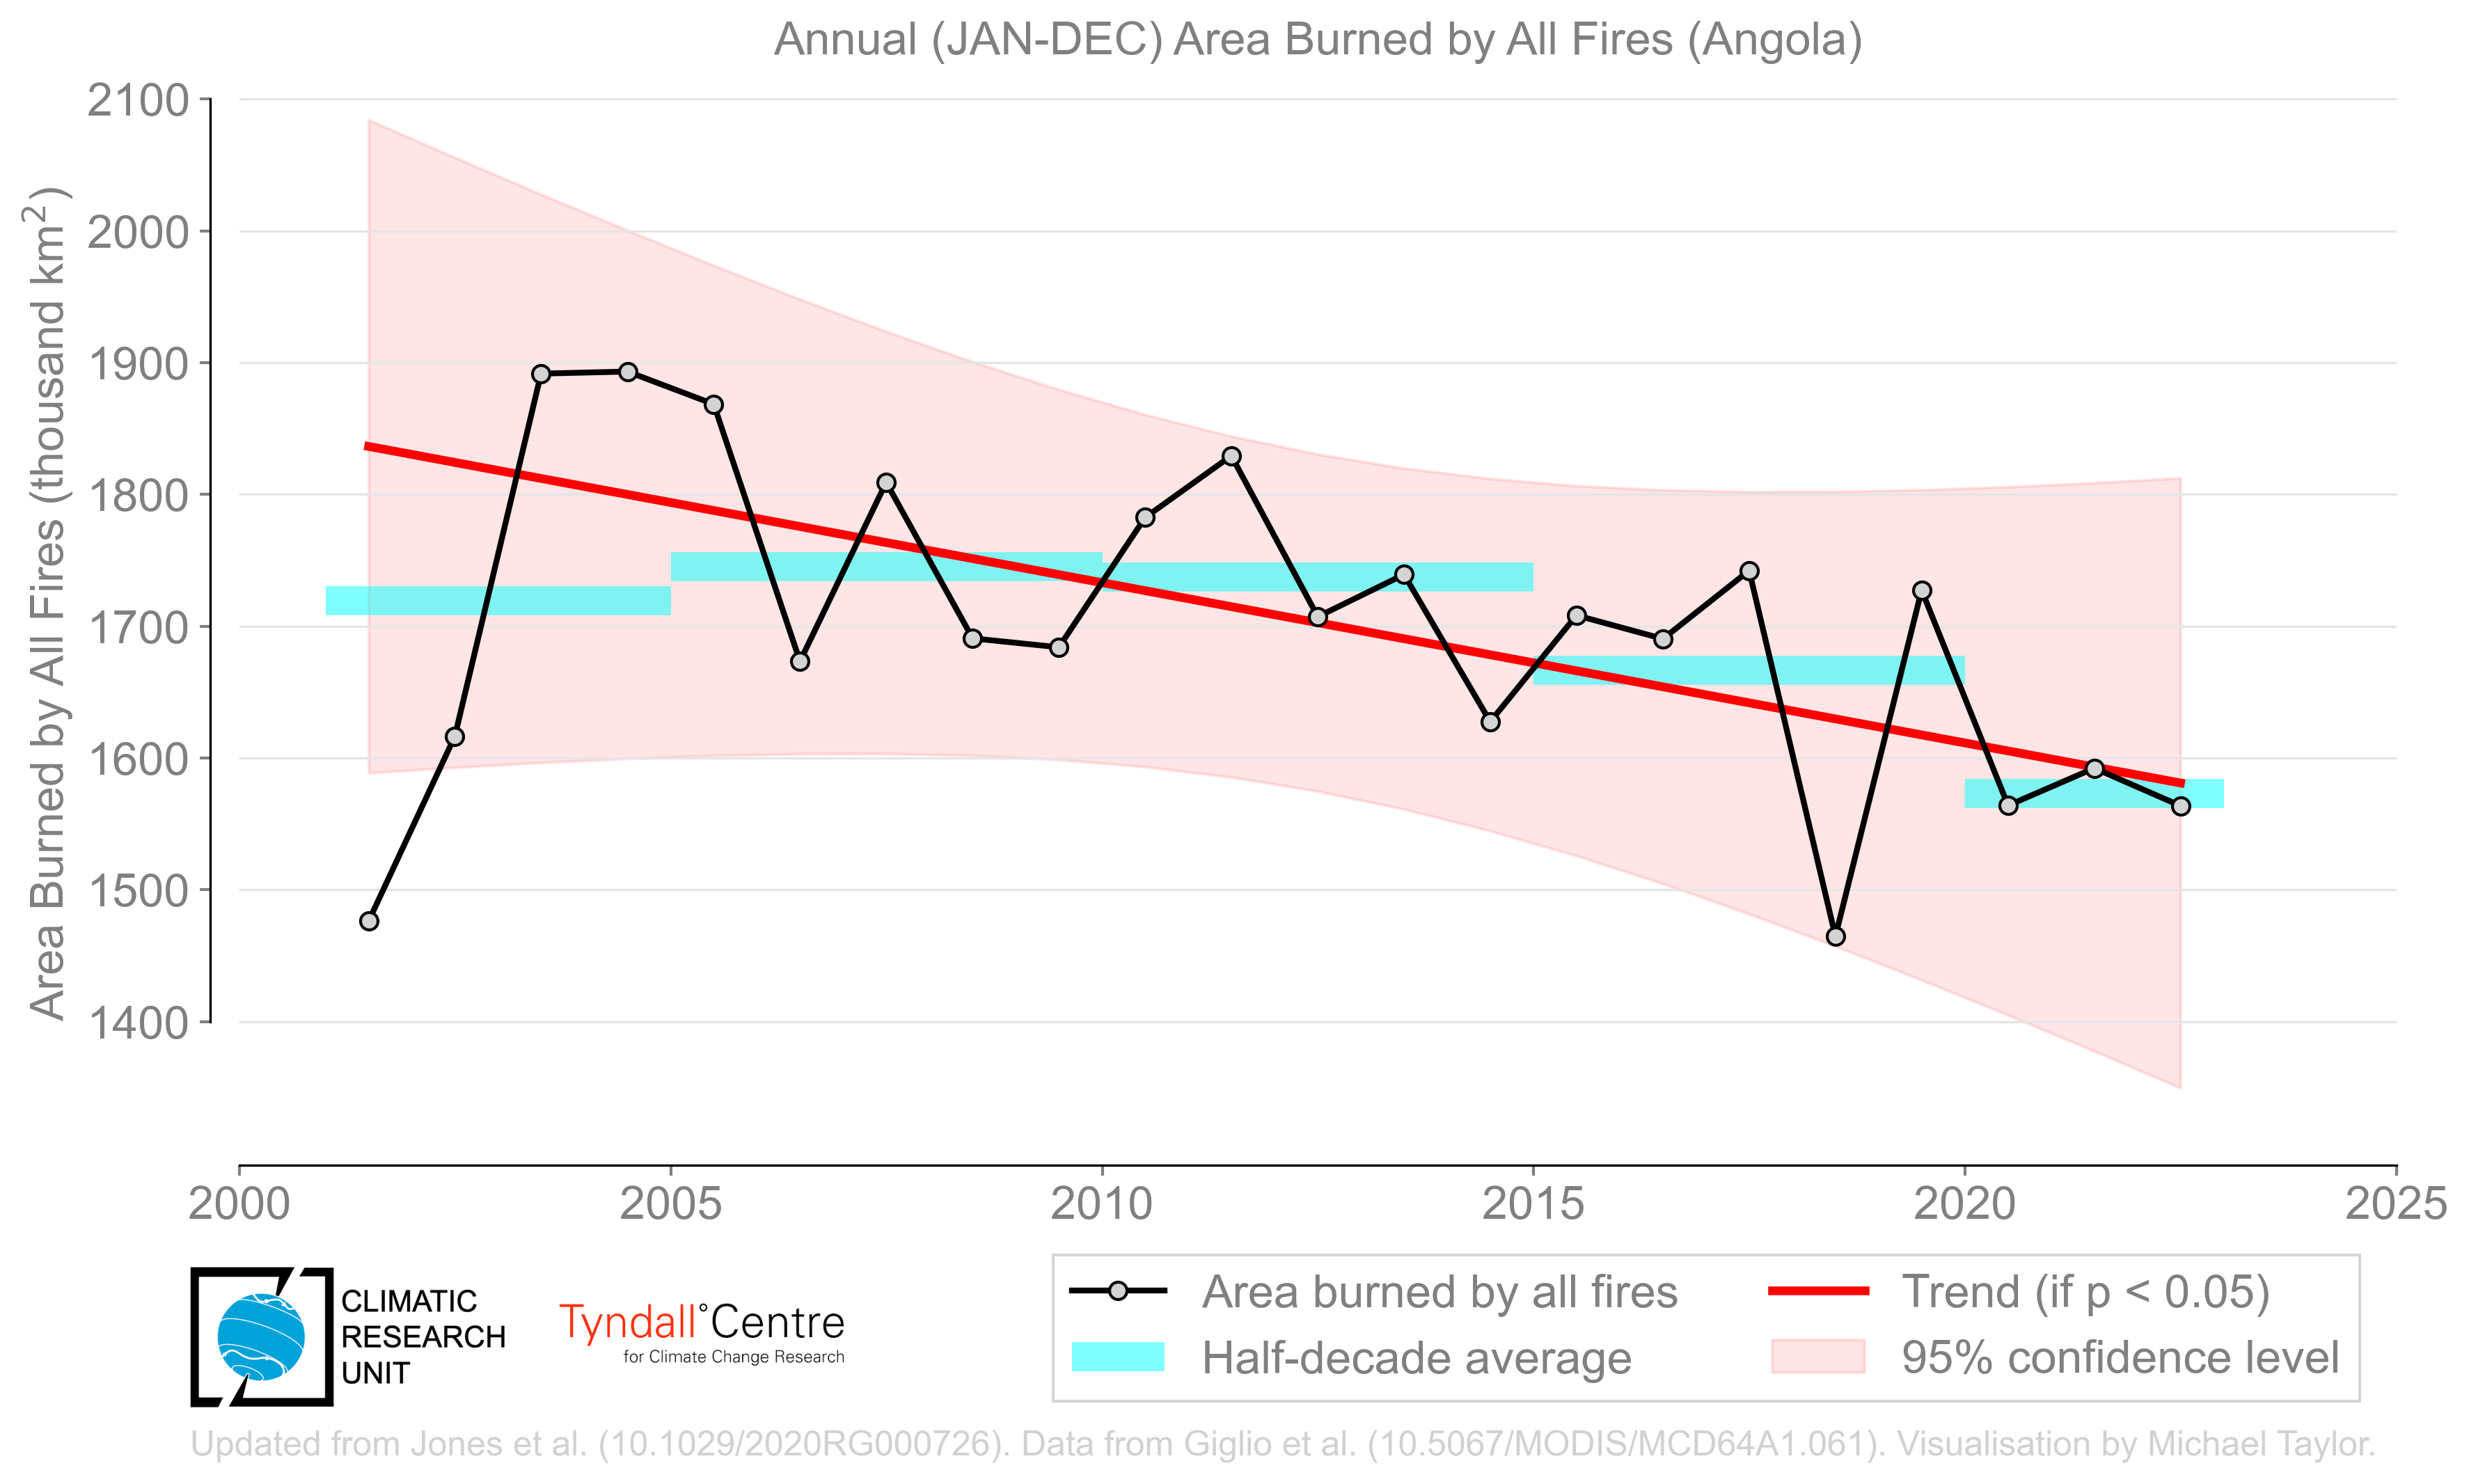 Annual (JAN-DEC) Area Burned by All Fires (Angola)
Area Burned by All Fires (thousand km²)
2100
2000
1900
1800
1700
1600
1500
1400
2000 2005 2010 2015 2020 2025
CLIMATIC
RESEARCH
UNIT
Tyndall°Centre
for Climate Change Research
Area burned by all fires
Half-decade average
Trend (if p < 0.05)
95% confidence level
Updated from Jones et al. (10.1029/2020RG000726). Data from Giglio et al. (10.5067/MODIS/MCD64A1.061). Visualisation by Michael Taylor.